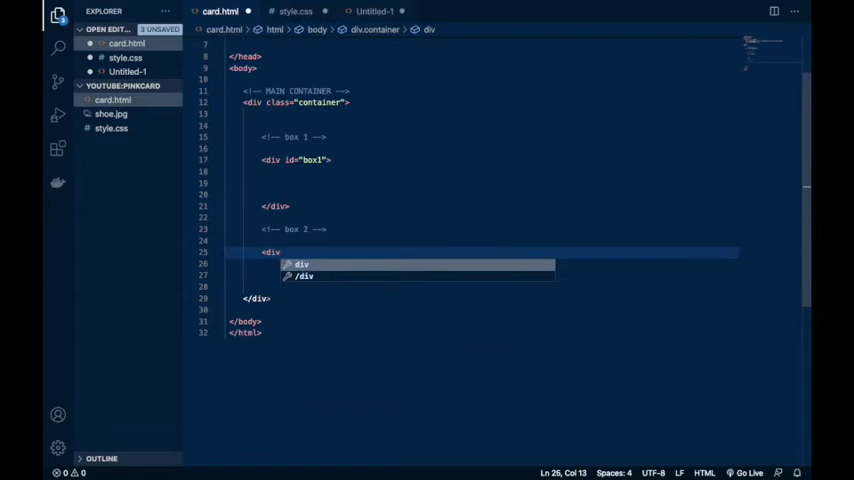 EXPLORER
card.html
style.css
Untitled-1
OPEN EDIT... 3 UNSAVED
card.html
style.css
Untitled-1
YOUTUBE:PINKCARD
card.html
shoe.jpg
style.css
OUTLINE
card.html > html > body > div.container > div
7
8 </head>
9 <body>
10
11 <!-- MAIN CONTAINER -->
12 <div class="container">
13
14
15 <!-- box 1 -->
16
17 <div id="box1">
18
19
20
21 </div>
22
23 <!-- box 2 -->
24
25 <div
div
/div
26
27
28
29 </div>
30
31 </body>
32 </html>
0 0
Ln 25, Col 13 Spaces: 4 UTF-8 LF HTML Go Live